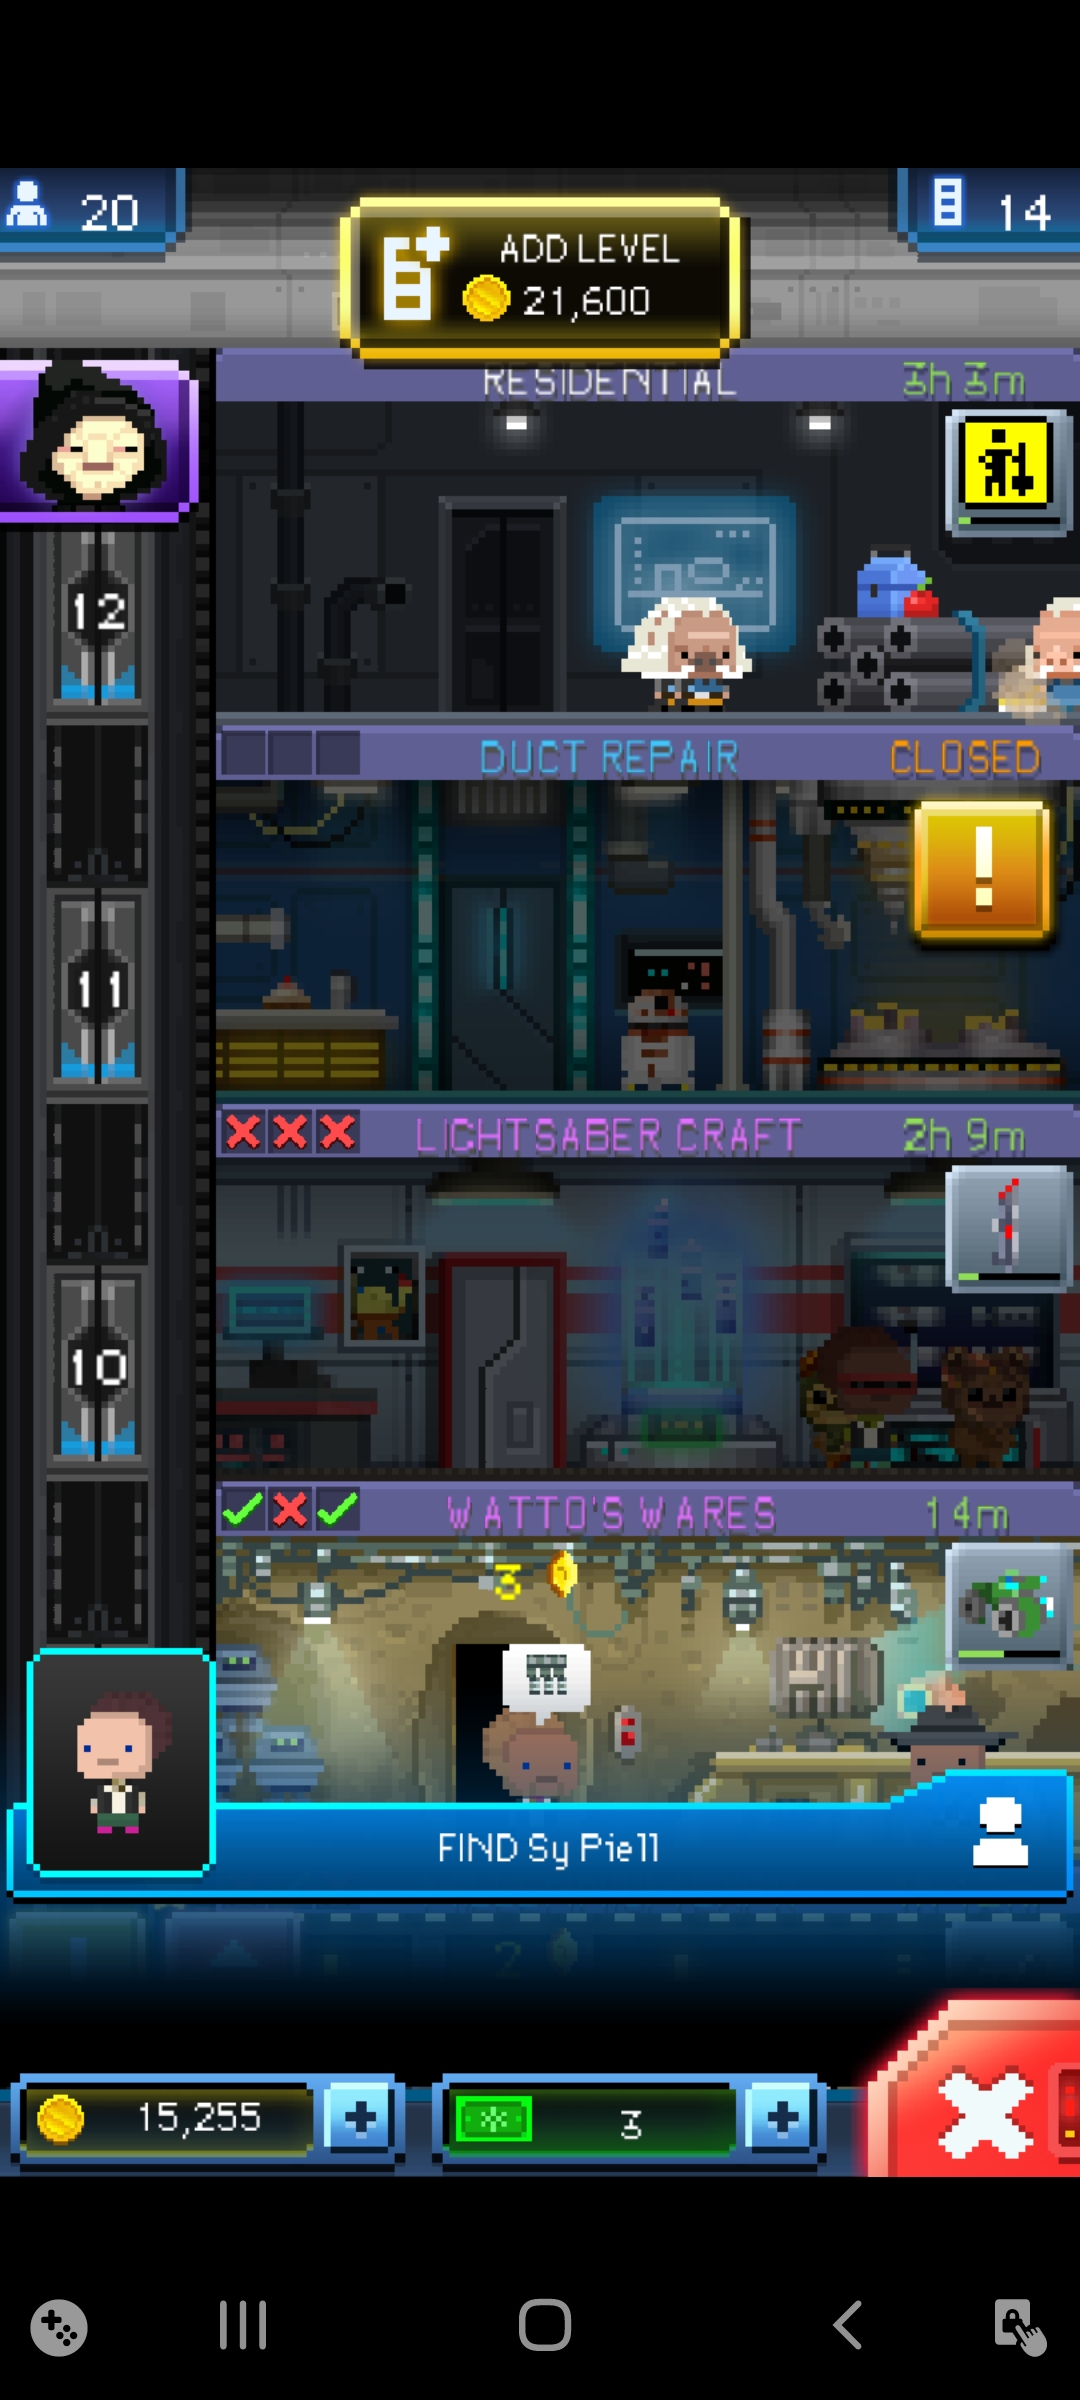 20
ADD LEVEL
21,600
14
RESIDENTIAL
3h 3m
12
DUCT REPAIR
CLOSED
!
11
LIGHTSABER CRAFT
2h 9m
10
WATTO'S WARES
14m
3
FIND Sy Piell
2
15,255
+
3
+